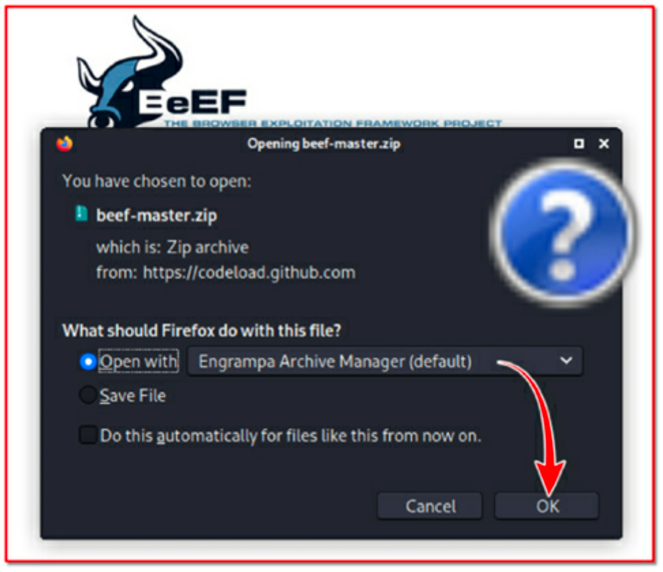 BeEF
THE BROWSER EXPLOITATION FRAMEWORK PROJECT
Opening beef-master.zip
You have chosen to open:
beef-master.zip
which is: Zip archive
from: https://codeload.github.com
What should Firefox do with this file?
Open with Engrampa Archive Manager (default)
Save File
Do this automatically for files like this from now on.
Cancel OK